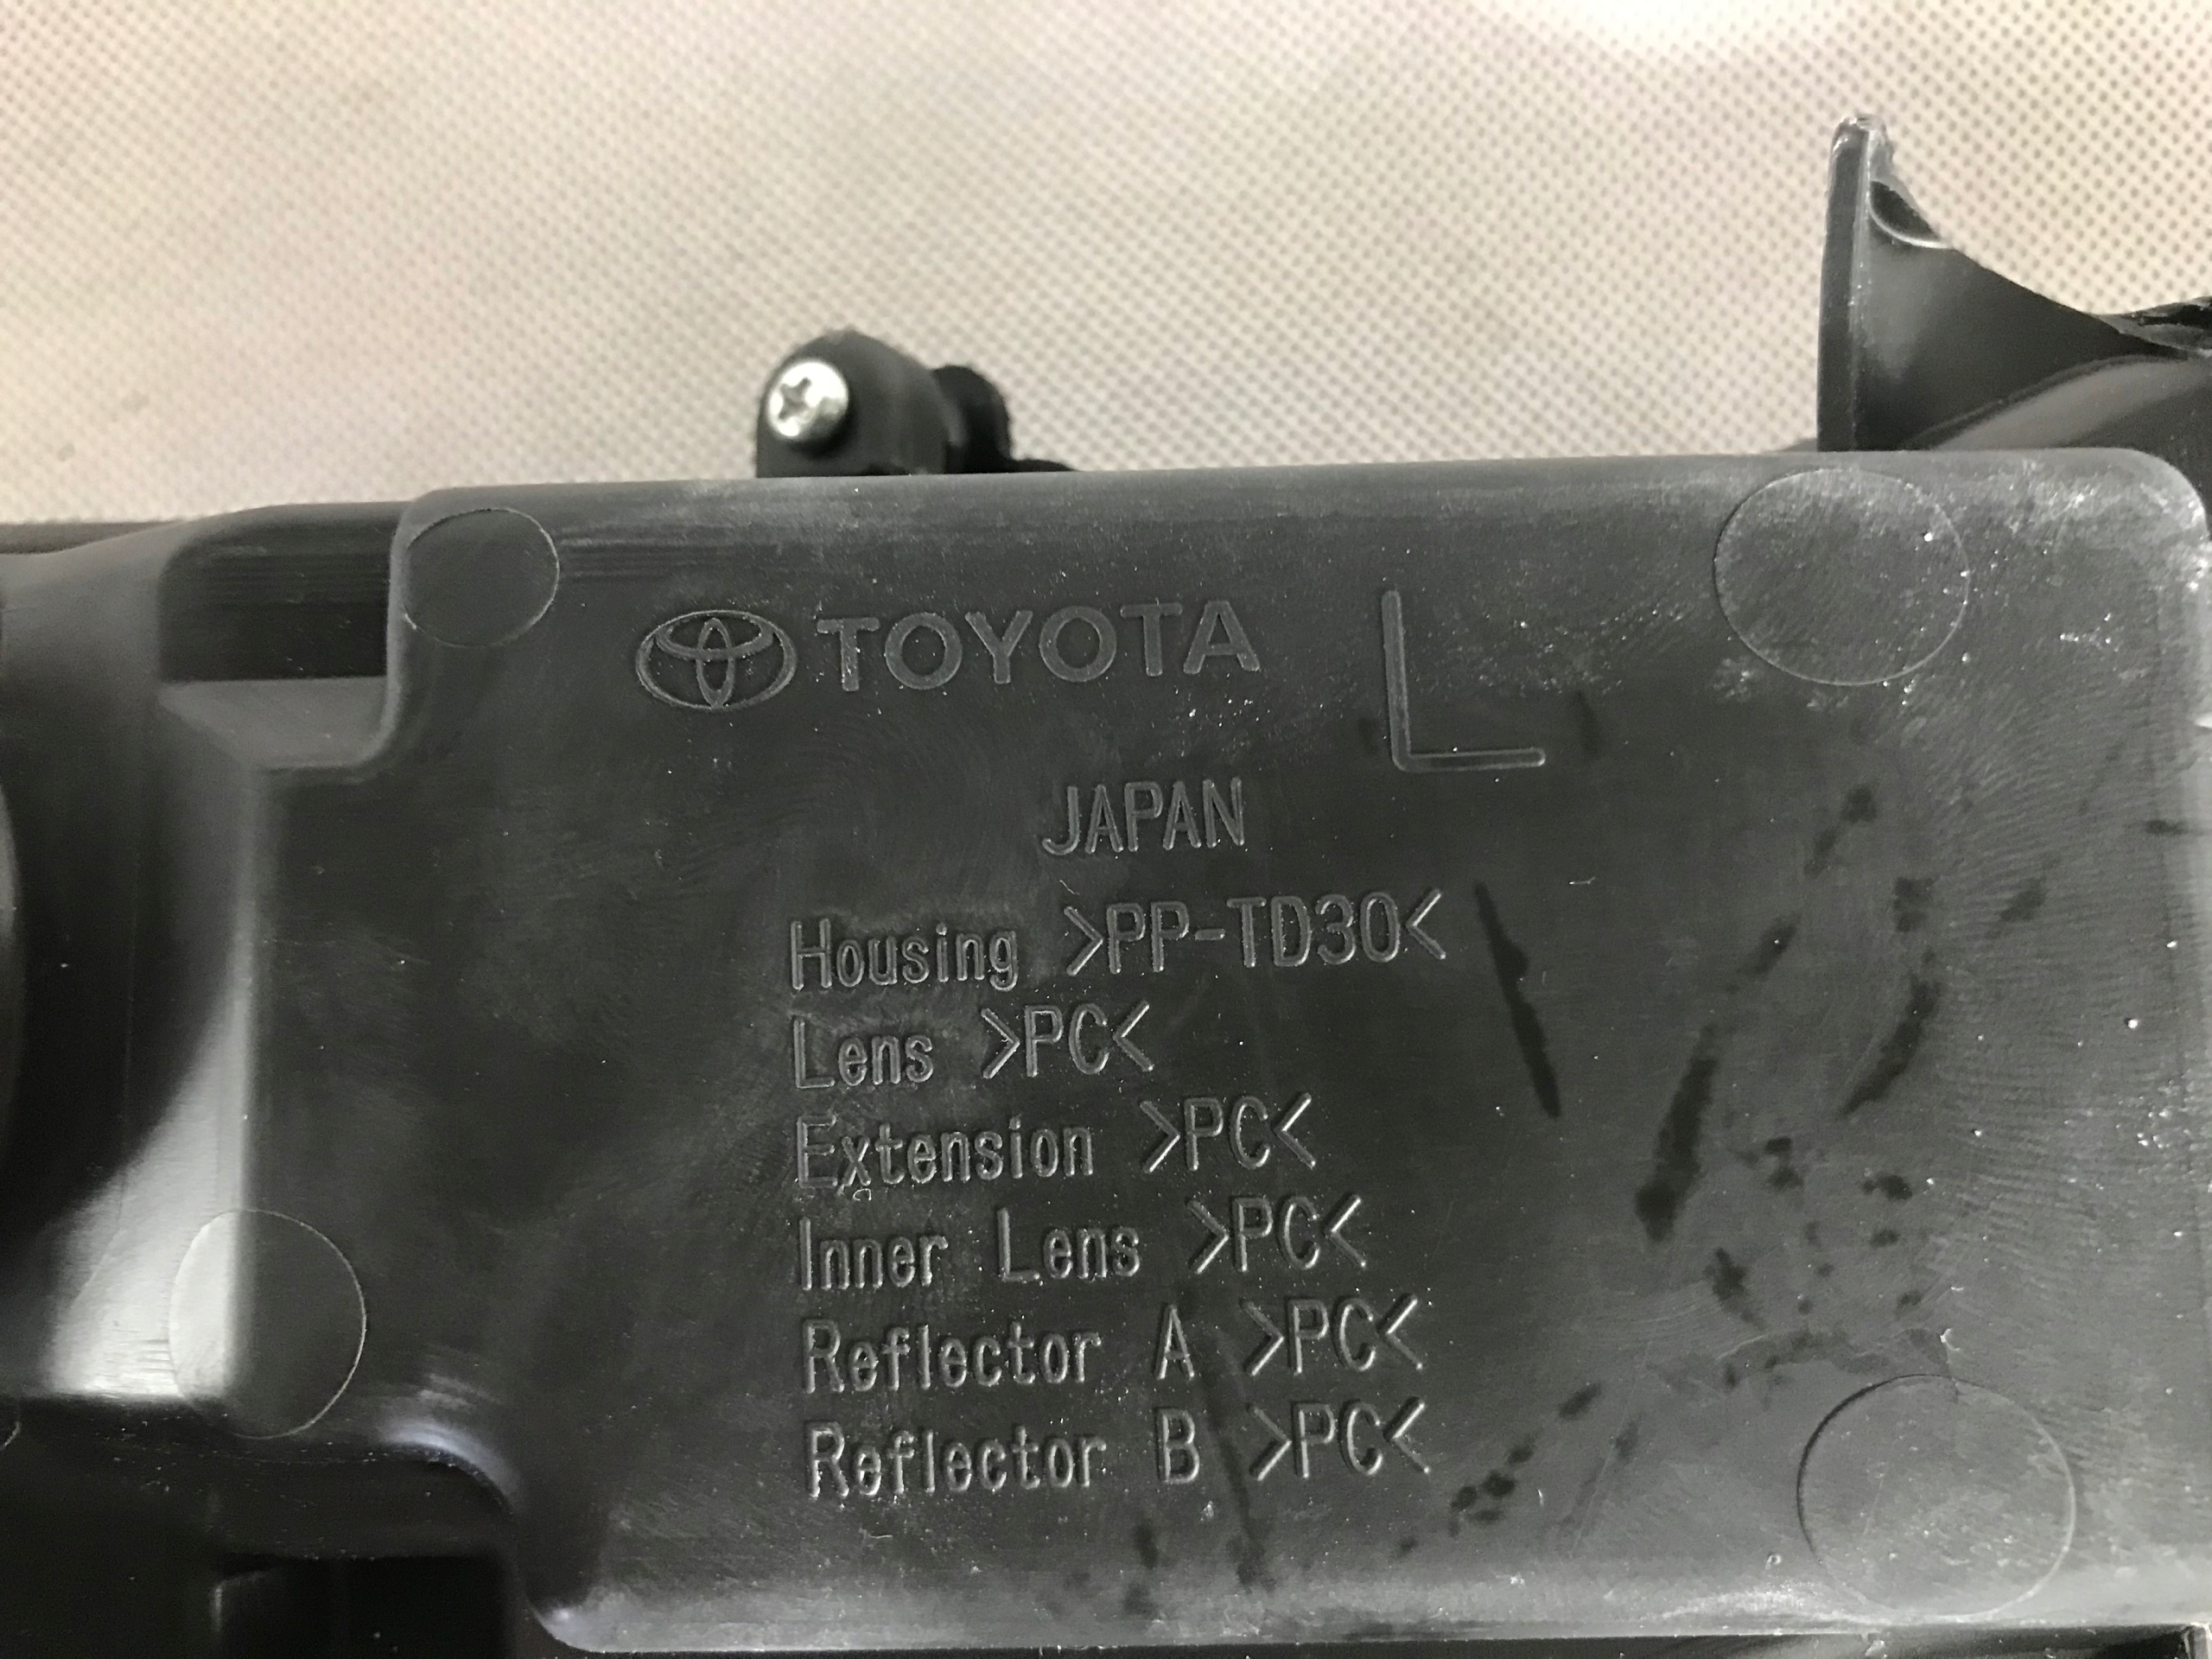 TOYOTA L
JAPAN
Housing >PP-TD30<
Lens >PC<
Extension >PC<
Inner Lens >PC<
Reflector A >PC<
Reflector B >PC<